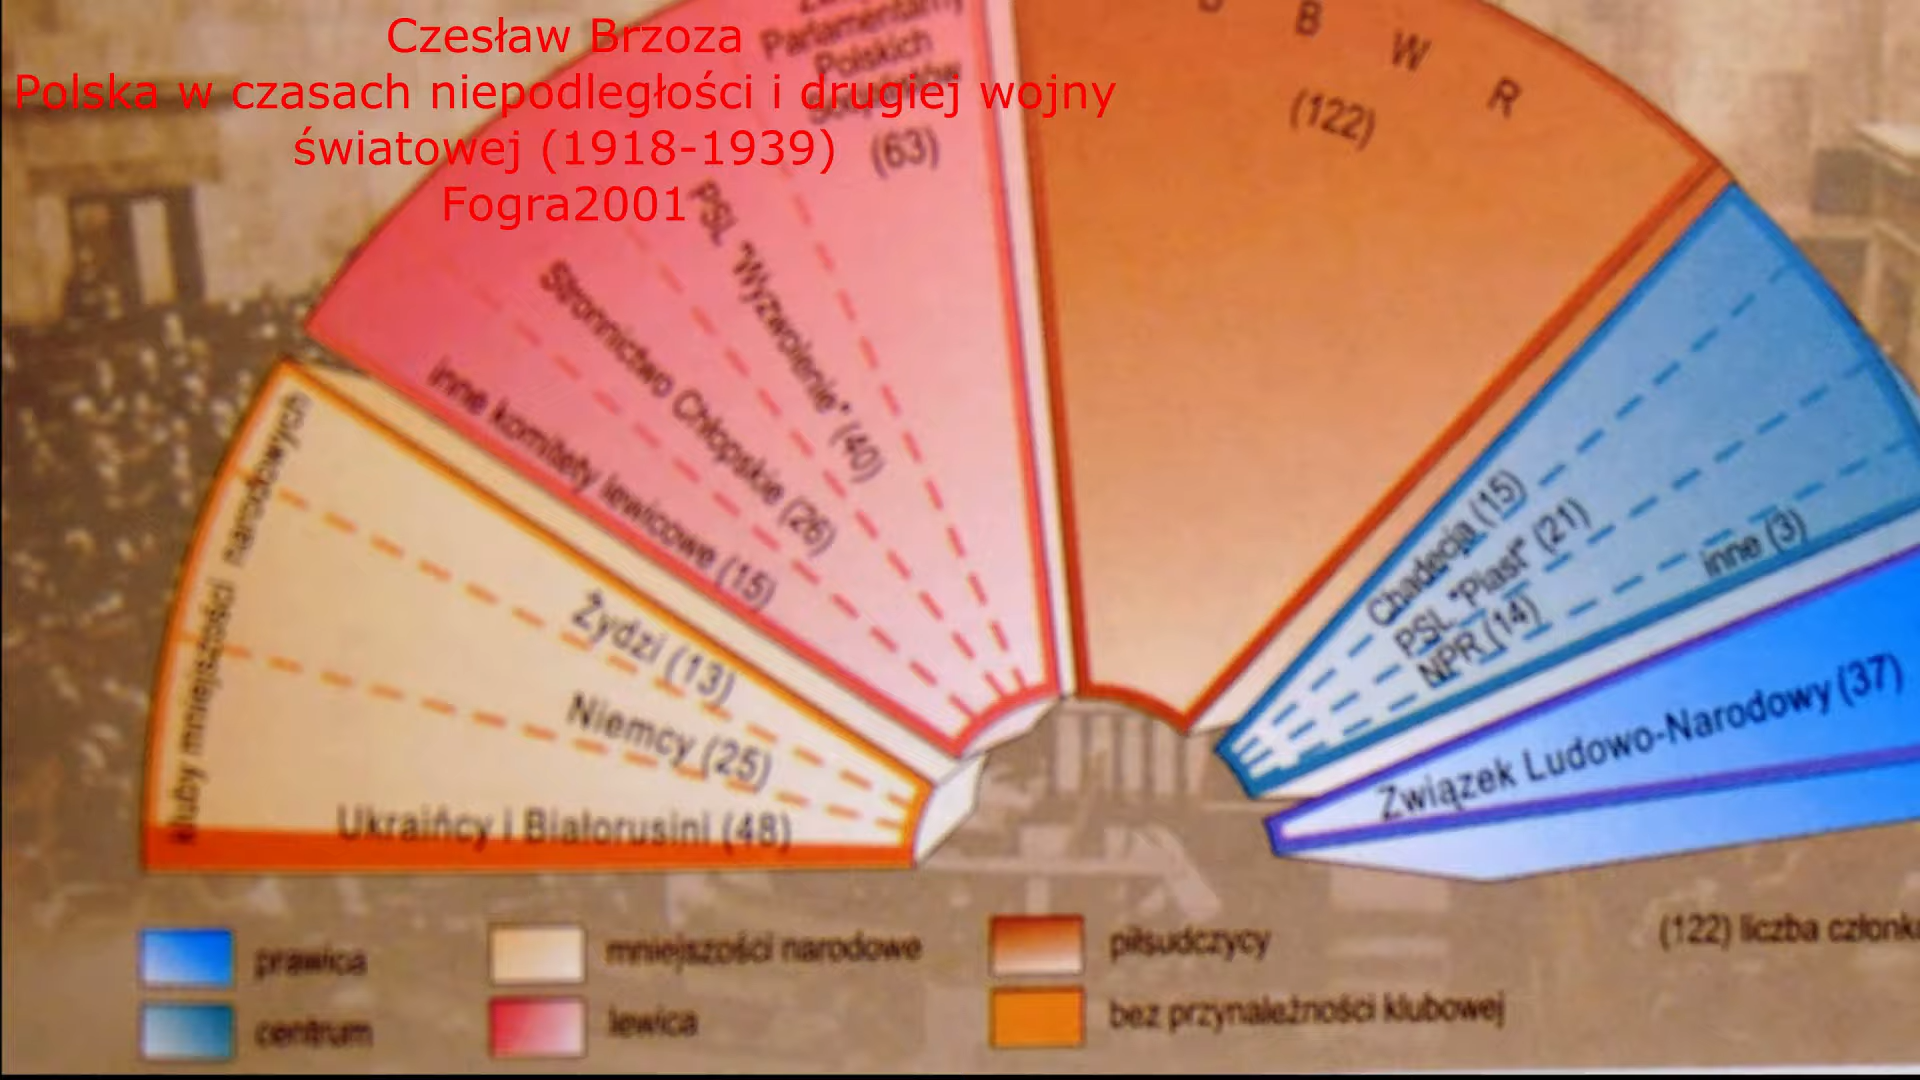 Czesław Brzoza
Polska w czasach niepodległości i drugiej wojny
światowej (1918-1939)
Fogra2001
Parlamentarny
Polskich
(63)
PSL "Wyzwolenie" (40)
Stronnictwo Chłopskie (26)
inne komitety lewicowe (15)
B W R
(122)
Chadecja (15)
PSL "Piast" (21)
NPR (14)
inne (3)
Związek Ludowo-Narodowy (37)
kluby mniejszości narodowych
Żydzi (13)
Niemcy (25)
Ukraińcy i Białorusini (48)
prawica
mniejszości narodowe
piłsudczycy
(122) liczba
centrum
lewica
bez przynależności klubowej